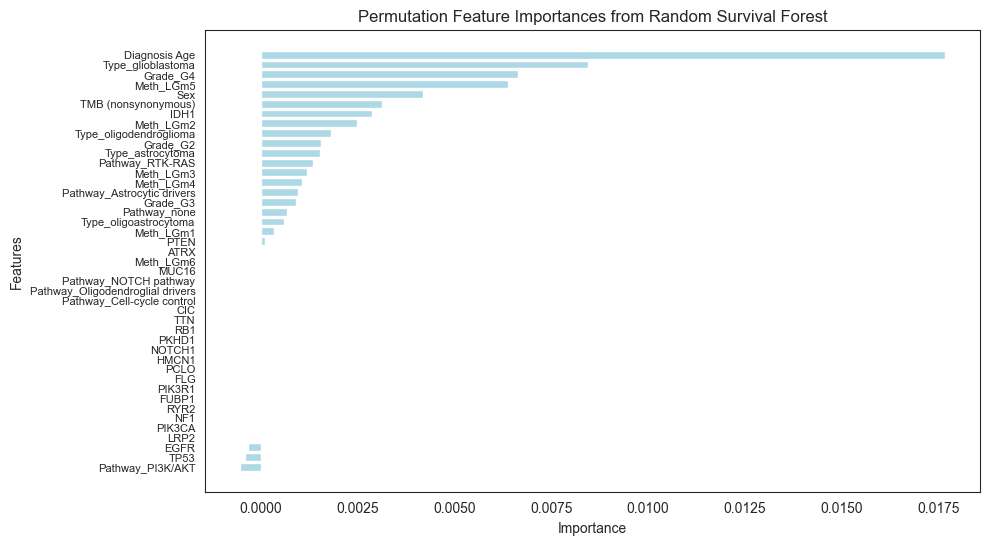 Permutation Feature Importances from Random Survival Forest
Diagnosis Age
Type_glioblastoma
Grade_G4
Meth_LGm5
Sex
TMB (nonsynonymous)
IDH1
Meth_LGm2
Type_oligodendroglioma
Grade_G2
Type_astrocytoma
Pathway_RTK-RAS
Meth_LGm3
Meth_LGm4
Pathway_Astrocytic drivers
Grade_G3
Pathway_none
Type_oligoastrocytoma
Meth_LGm1
PTEN
ATRX
Meth_LGm6
MUC16
Pathway_NOTCH pathway
Pathway_Oligodendroglial drivers
Pathway_Cell-cycle control
CIC
TTN
RB1
PKHD1
NOTCH1
HMCN1
PCLO
FLG
PIK3R1
FUBP1
RYR2
NF1
PIK3CA
LRP2
EGFR
TP53
Pathway_PI3K/AKT
Features
0.0000 0.0025 0.0050 0.0075 0.0100 0.0125 0.0150 0.0175
Importance